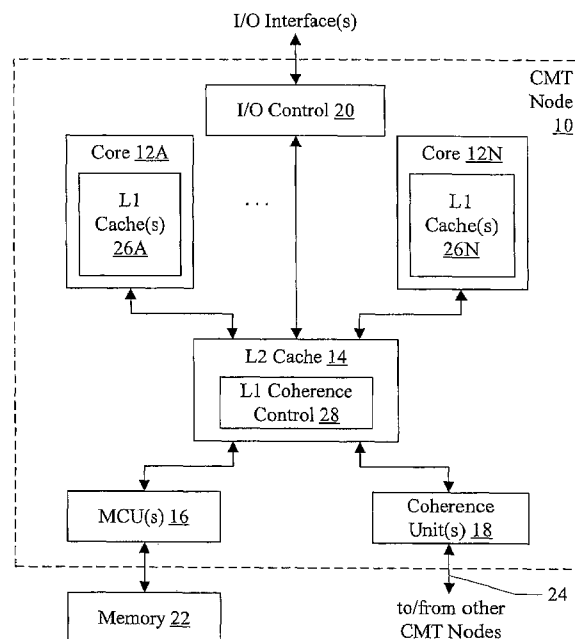 I/O Interface(s)
CMT
Node
10
I/O Control 20
Core 12A
L1
Cache(s)
26A
. . .
Core 12N
L1
Cache(s)
26N
L2 Cache 14
L1 Coherence
Control 28
MCU(s) 16
Coherence
Unit(s) 18
Memory 22
24
to/from other
CMT Nodes